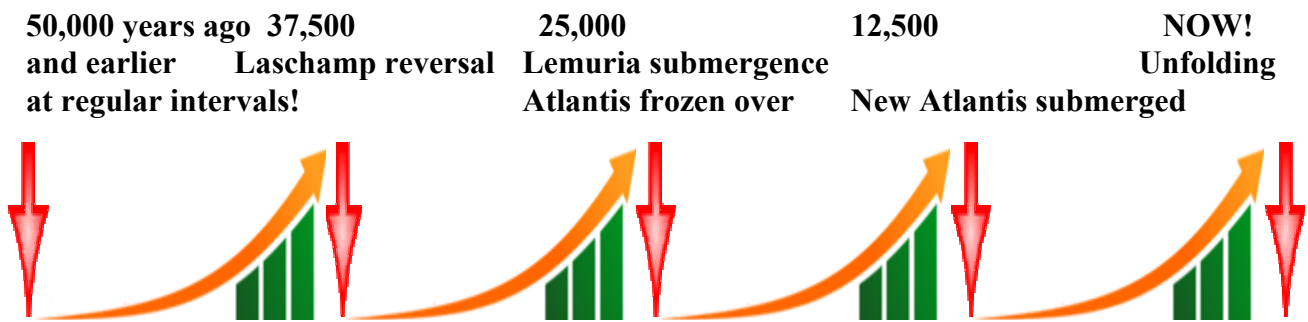 50,000 years ago 37,500 25,000 12,500 NOW!
and earlier Laschamp reversal Lemuria submergence Unfolding
at regular intervals! Atlantis frozen over New Atlantis submerged